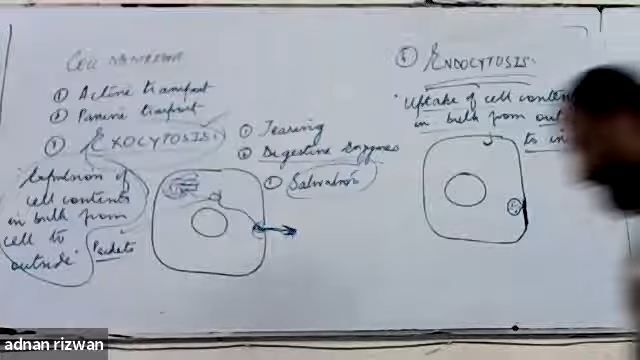 Cell membrane
① Active transport
② Passive transport
③ EXOCYTOSIS:
"Expulsion of
cell contents
in bulk from
cell to
outside"
Packets
① Tearing
② Digestive Enzymes
③ Salivation
④ ENDOCYTOSIS:
"Uptake of cell conten
in bulk from out
to in
adnan rizwan